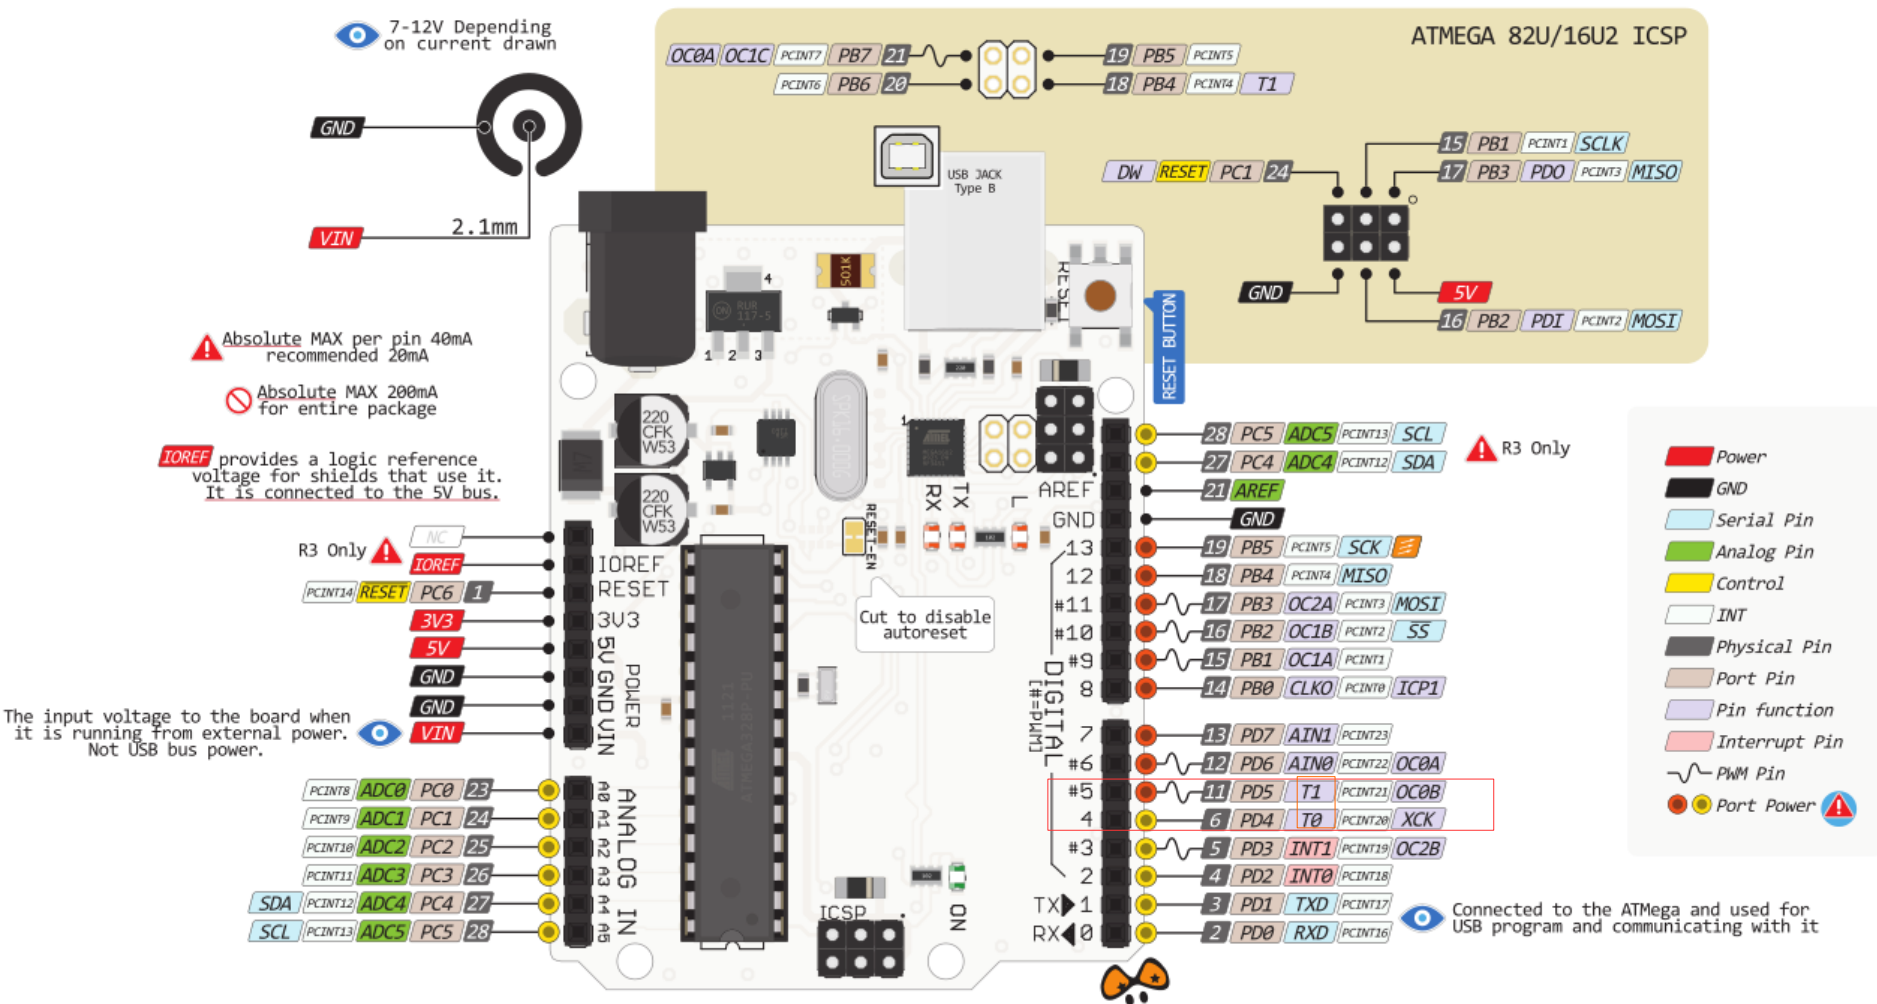 7-12V Depending
on current drawn
GND
VIN
2.1mm
ATMEGA 82U/16U2 ICSP
OC0A OC1C PCINT7 PB7 21
PCINT6 PB6 20
19 PB5 PCINT5
18 PB4 PCINT4 T1
USB JACK
Type B
DW RESET PC1 24
15 PB1 PCINT1 SCLK
17 PB3 PDO PCINT3 MISO
GND
5V
16 PB2 PDI PCINT2 MOSI
RESET BUTTON
501K
4
RUR
117-5
1 2 3
Absolute MAX per pin 40mA
recommended 20mA
Absolute MAX 200mA
for entire package
IOREF provides a logic reference
voltage for shields that use it.
It is connected to the 5V bus.
220
CFK
W53
220
CFK
W53
1
RX
TX
L
RESET-EN
Cut to disable
autoreset
R3 Only
NC
IOREF
PCINT14 RESET PC6 1
3V3
5V
GND
GND
VIN
The input voltage to the board when
it is running from external power.
Not USB bus power.
IOREF
RESET
3V3
5V
GND
VIN
POWER
PCINT8 ADC0 PC0 23
PCINT9 ADC1 PC1 24
PCINT10 ADC2 PC2 25
PCINT11 ADC3 PC3 26
SDA PCINT12 ADC4 PC4 27
SCL PCINT13 ADC5 PC5 28
A0
A1
A2
A3
A4
A5
ANALOG IN
ATMEGA328P-PU
1121
ICSP
ON
AREF
GND
13
12
#11
#10
#9
8
7
#6
#5
4
#3
2
TX 1
RX 0
DIGITAL
[#=PWM]
28 PC5 ADC5 PCINT13 SCL
27 PC4 ADC4 PCINT12 SDA
R3 Only
21 AREF
GND
19 PB5 PCINT5 SCK
18 PB4 PCINT4 MISO
17 PB3 OC2A PCINT3 MOSI
16 PB2 OC1B PCINT2 SS
15 PB1 OC1A PCINT1
14 PB0 CLKO PCINT0 ICP1
13 PD7 AIN1 PCINT23
12 PD6 AIN0 PCINT22 OC0A
11 PD5 T1 PCINT21 OC0B
6 PD4 T0 PCINT20 XCK
5 PD3 INT1 PCINT19 OC2B
4 PD2 INT0 PCINT18
3 PD1 TXD PCINT17
2 PD0 RXD PCINT16
Connected to the ATMega and used for
USB program and communicating with it
Power
GND
Serial Pin
Analog Pin
Control
INT
Physical Pin
Port Pin
Pin function
Interrupt Pin
PWM Pin
Port Power